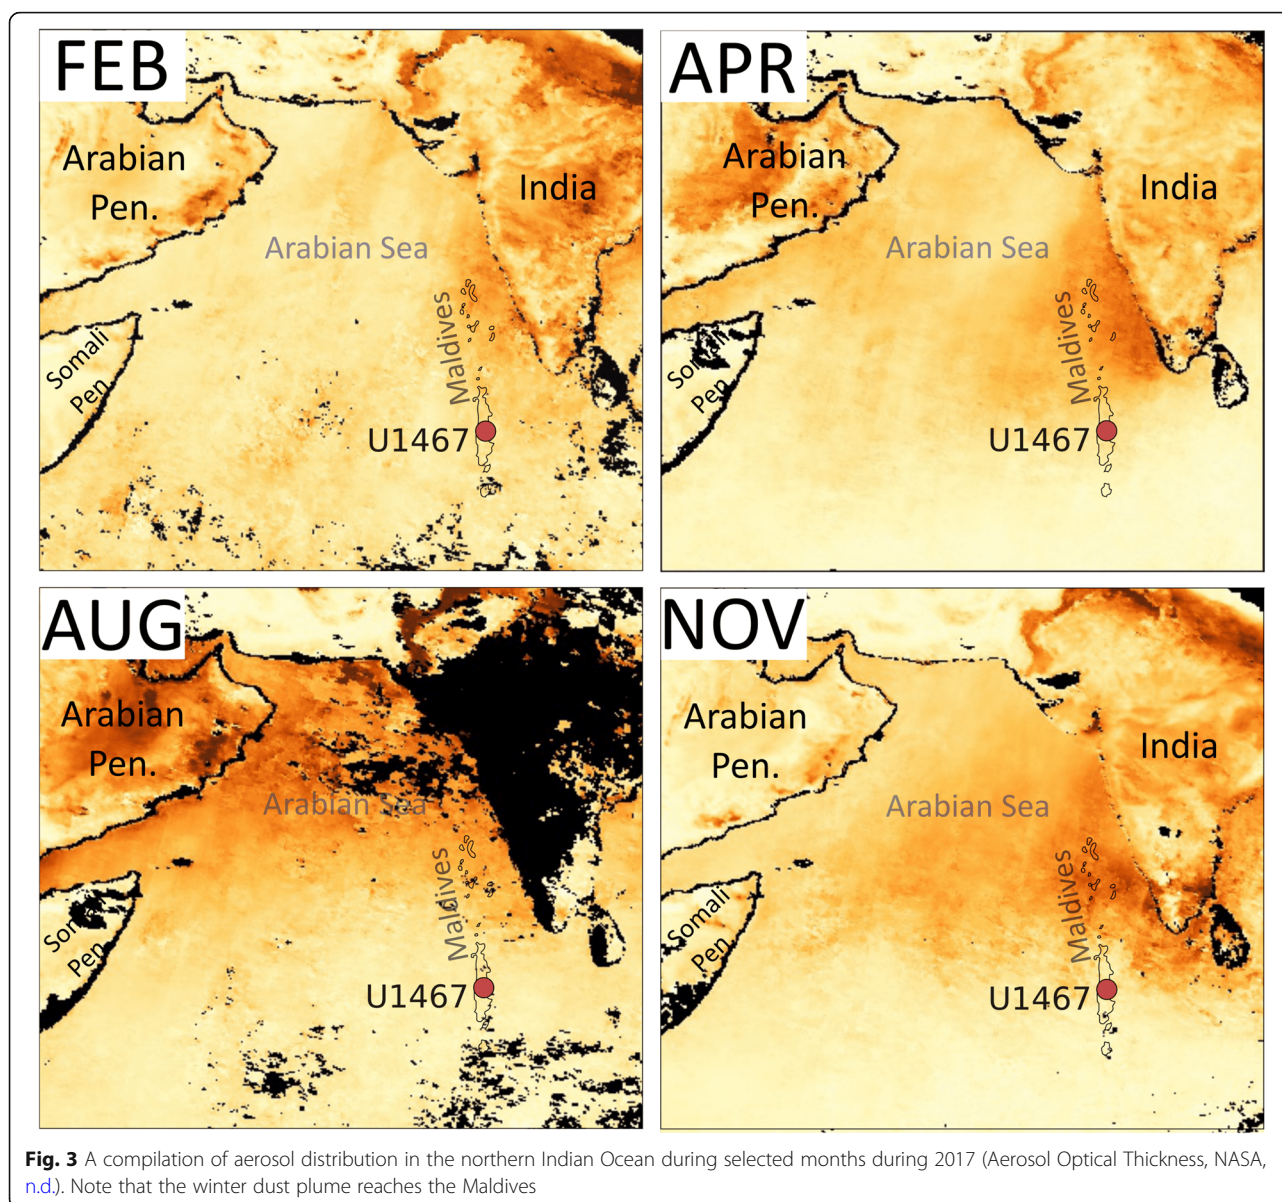 FEB
Arabian
Pen.
India
Arabian Sea
Maldives
Somali
Pen.
U1467
APR
Arabian
Pen.
India
Arabian Sea
Maldives
Somali
Pen
U1467
AUG
Arabian
Pen.
Arabian Sea
Maldives
Pen
U1467
NOV
Arabian
Pen.
India
Arabian Sea
Maldives
Somali
Pen.
U1467
Fig. 3 A compilation of aerosol distribution in the northern Indian Ocean during selected months during 2017 (Aerosol Optical Thickness, NASA,
n.d.). Note that the winter dust plume reaches the Maldives